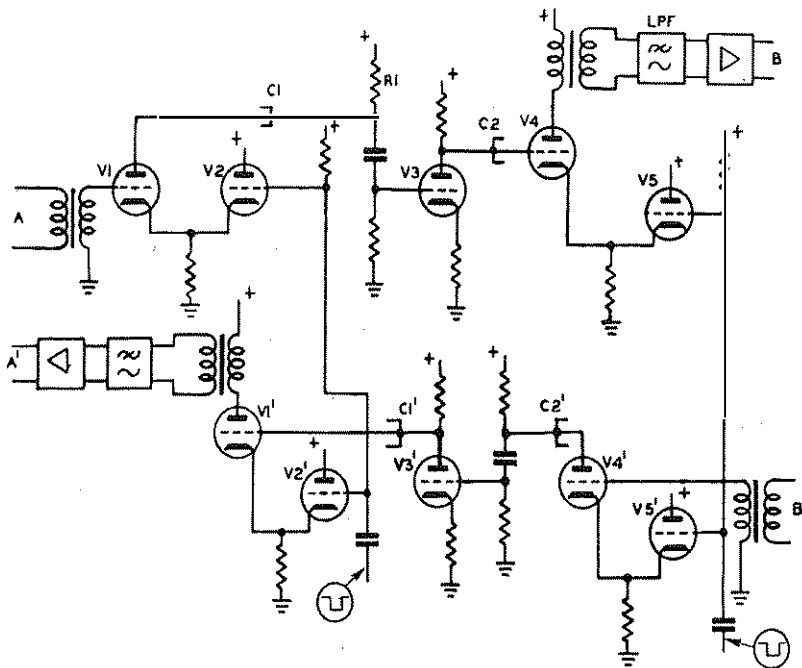 +
LPF
+
C1
R1
+
B
+
+
C2
V4
+
V1
V2
V3
V5
+
A
+
+
+
A'
C1'
C2'
V1'
+
V3'
V4'
V2'
V5'
+
B